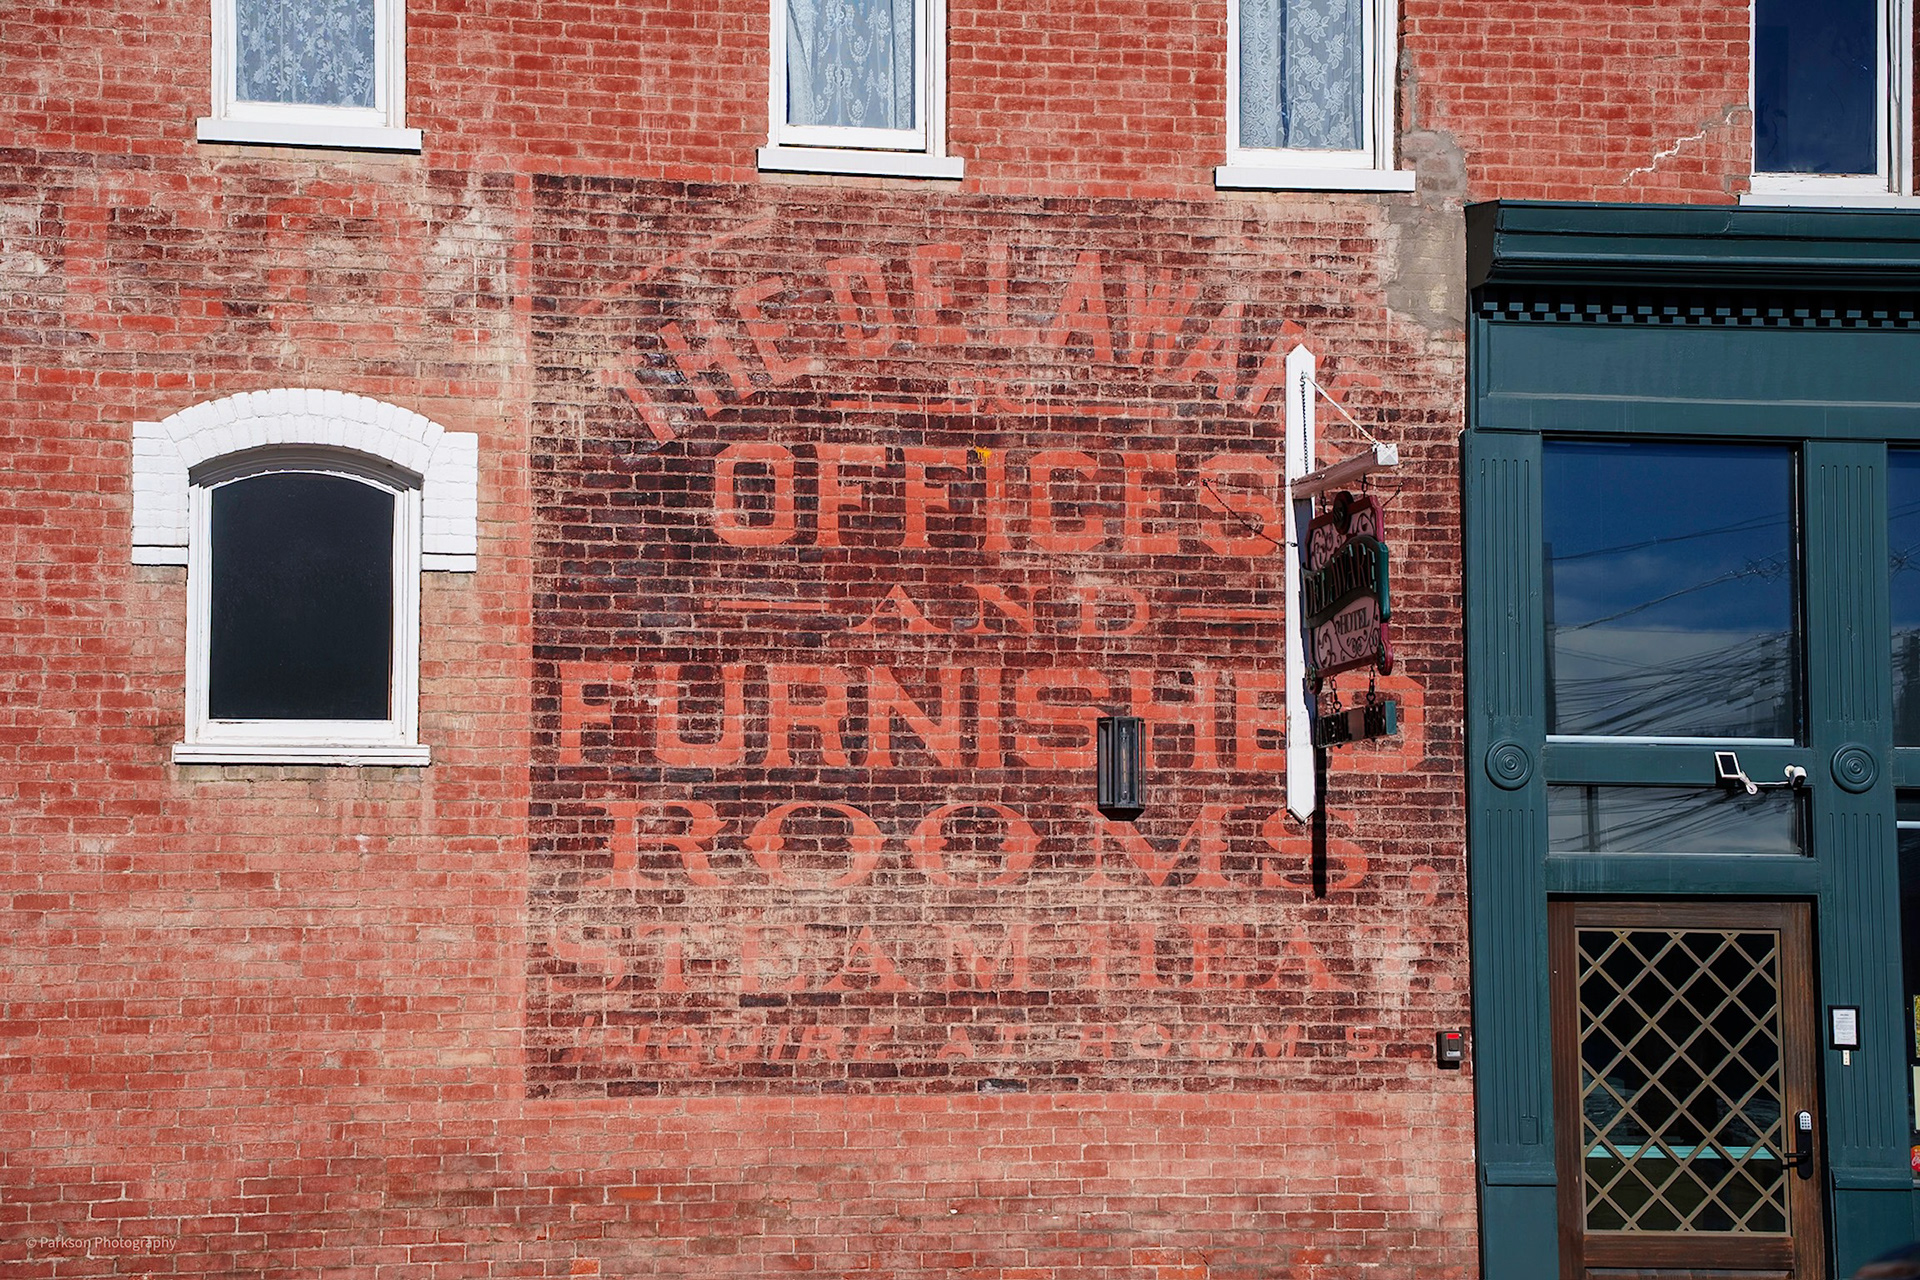 THE DELAWARE
OFFICES
AND
FURNISHED
ROOMS,
STEAM HEAT.
INQUIRE AT ROOM 5
DELAWARE
HOTEL
© Parkson Photography